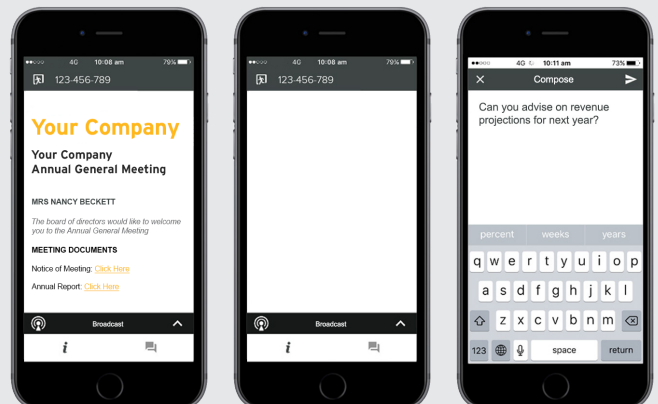 4G 10:08 am 79%
123-456-789
Your Company
Your Company
Annual General Meeting
MRS NANCY BECKETT
The board of directors would like to welcome
you to the Annual General Meeting
MEETING DOCUMENTS
Notice of Meeting: Click Here
Annual Report: Click Here
Broadcast
i
4G 10:08 am 79%
123-456-789
Broadcast
i
4G 10:11 am 73%
Compose
Can you advise on revenue
projections for next year?
percent weeks years
q w e r t y u i o p
a s d f g h j k l
z x c v b n m
123 space return